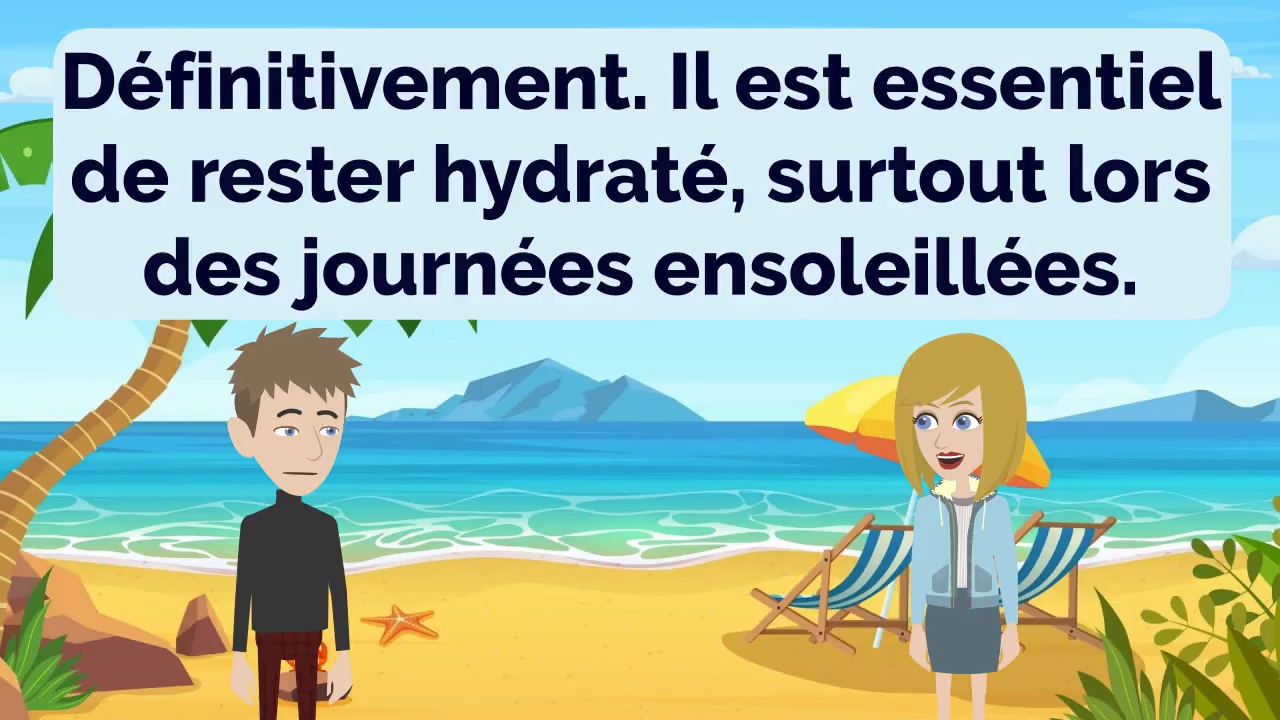 Définitivement. Il est essentiel
de rester hydraté, surtout lors
des journées ensoleillées.